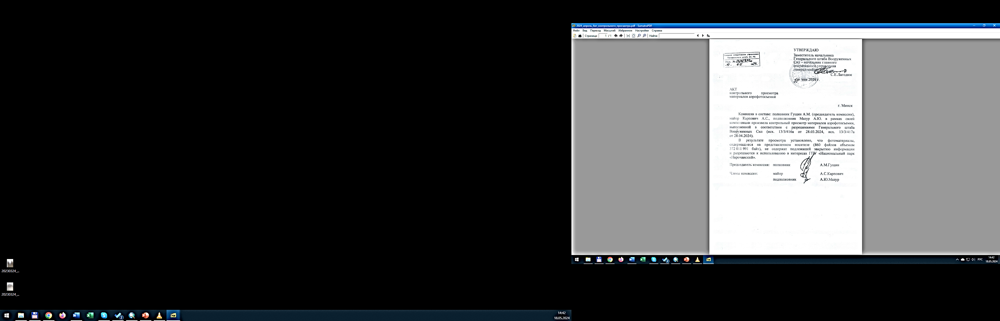 20230324_...
20230324_...
2
14:42
18.05.2024
2024_апрель_Акт_контрольного_просмотра.pdf - SumatraPDF
Файл Вид Переход Масштаб Избранное Настройки Справка
Страница: 1 / 1 Найти:
Главное оперативное управление
Генерального штаба ВС РБ
Исх. № 13/8/839а
10. 05
УТВЕРЖДАЮ
Заместитель начальника
Генерального штаба Вооруженных
Сил – начальник главного
оперативного управления
генерал-майор
С.Е.Лагодюк
10 мая 2024 г.
АКТ
контрольного просмотра
материалов аэрофотосъемки
г. Минск
Комиссия в составе: полковник Гущин А.М. (председатель комиссии),
майор Карпович А.С., подполковник Мазур А.Ю. в рамках своей
компетенции произвела контрольный просмотр материалов аэрофотосъемки,
выполненной в соответствии с разрешениями Генерального штаба
Вооруженных Сил (исх. 13/3/416а от 28.03.2024, исх. 13/3/417а
от 28.04.2024).
В результате просмотра установлено, что фотоматериалы,
содержащиеся на представленном носителе (860 файлов объемом
372 011 991 байт), не содержат подлежащей закрытию информации
и разрешаются к использованию в интересах ГПУ «Национальный парк
«Нарочанский».
Председатель комиссии: полковник А.М.Гущин
Члены комиссии: майор А.С.Карпович
подполковник А.Ю.Мазур
2
РУС
14:42
18.05.2024